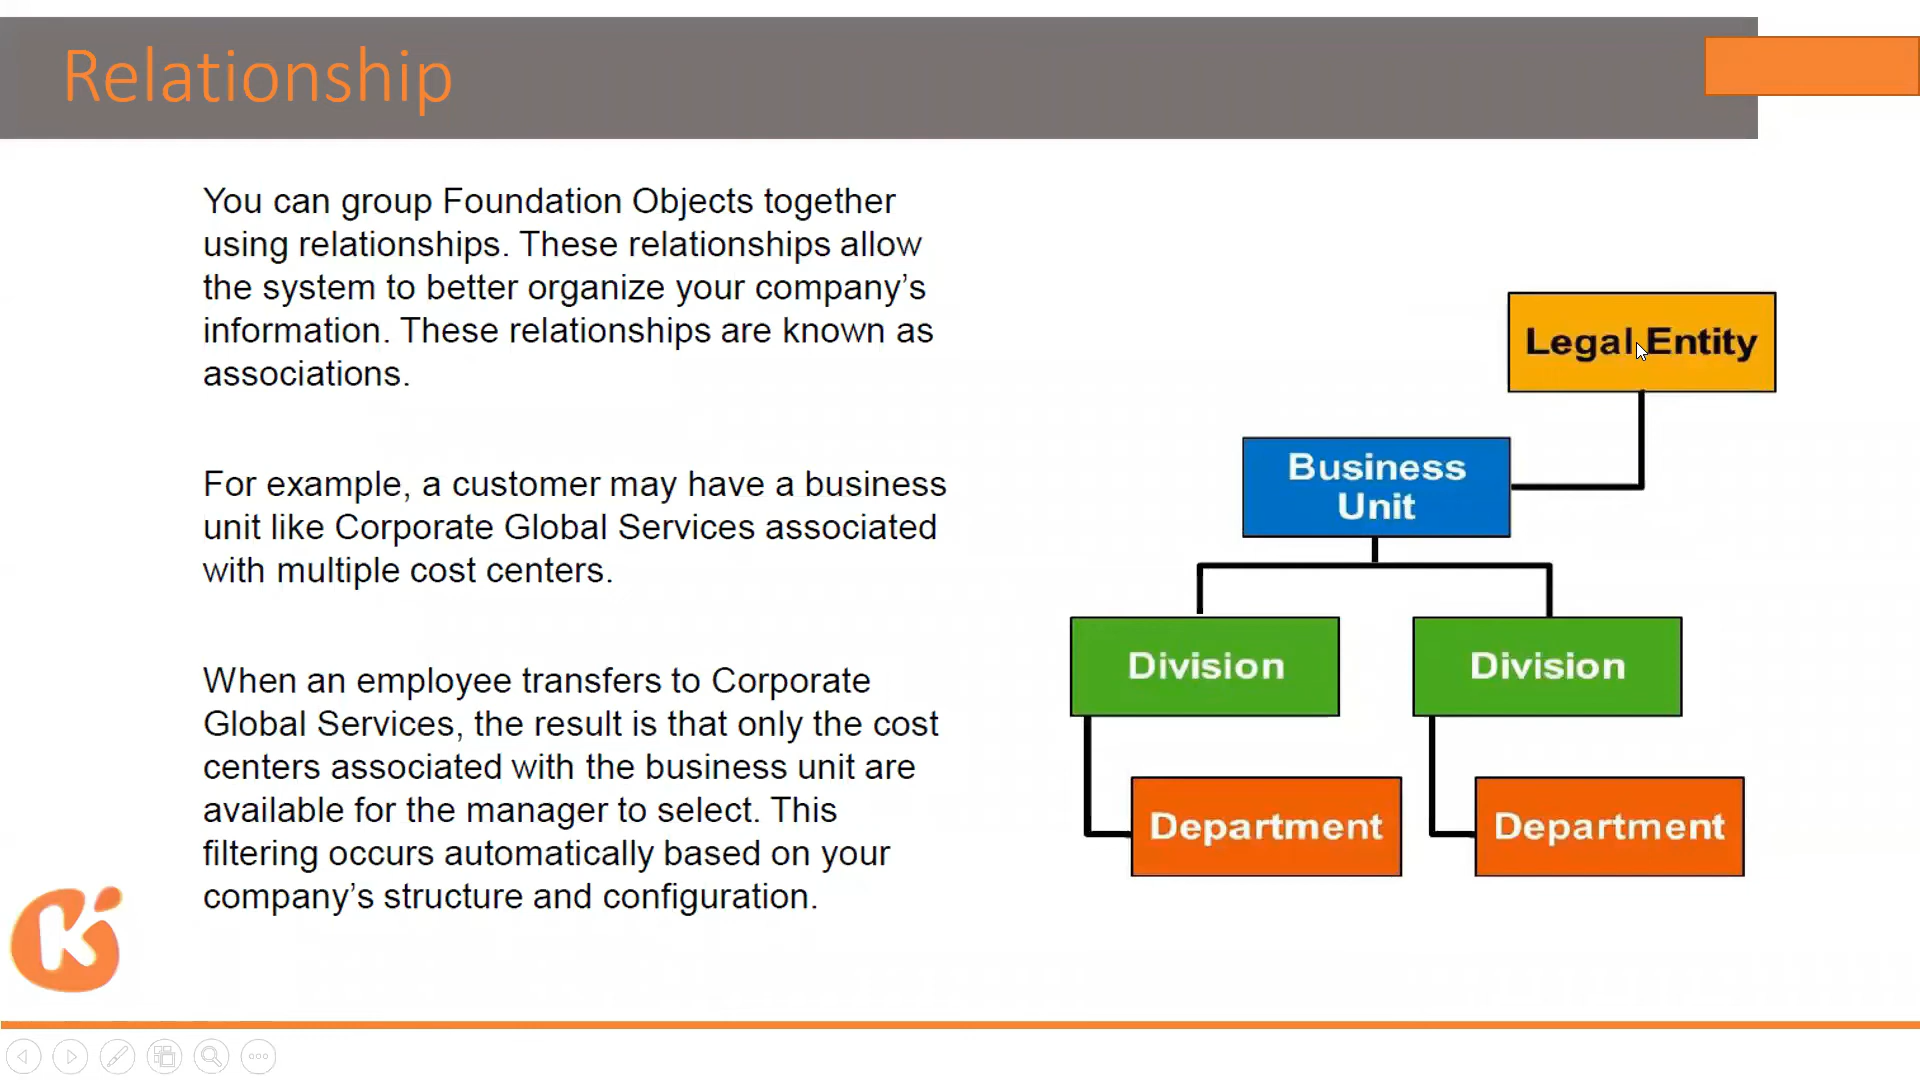 Relationship
You can group Foundation Objects together
using relationships. These relationships allow
the system to better organize your company’s
information. These relationships are known as
associations.
For example, a customer may have a business
unit like Corporate Global Services associated
with multiple cost centers.
When an employee transfers to Corporate
Global Services, the result is that only the cost
centers associated with the business unit are
available for the manager to select. This
filtering occurs automatically based on your
company’s structure and configuration.
Legal Entity
Business
Unit
Division
Division
Department
Department
K